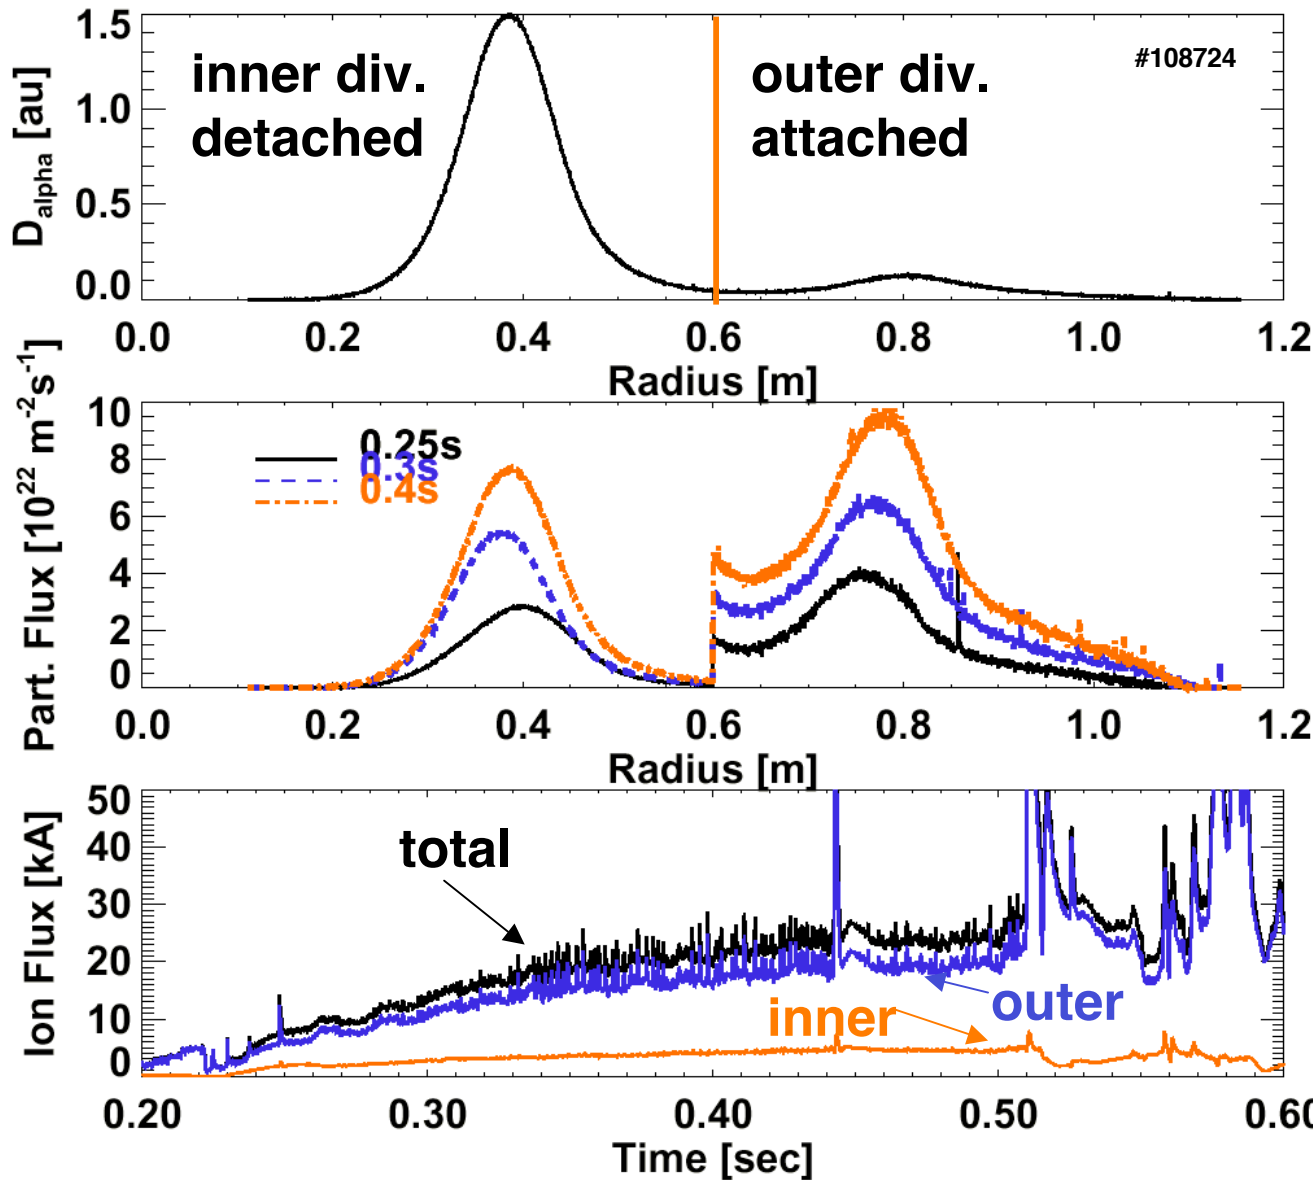 1.5
1.0
0.5
0.0
D_alpha [au]
inner div.
detached
outer div.
attached
#108724
0.0 0.2 0.4 0.6 0.8 1.0 1.2
Radius [m]
10
8
6
4
2
0
Part. Flux [10^22 m^-2 s^-1]
0.25s
0.3s
0.4s
0.0 0.2 0.4 0.6 0.8 1.0 1.2
Radius [m]
50
40
30
20
10
0
Ion Flux [kA]
total
outer
inner
0.20 0.30 0.40 0.50 0.60
Time [sec]